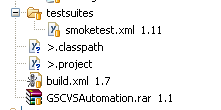 testsuites
smoketest.xml 1.11
>.classpath
>.project
build.xml 1.7
GSCVSAutomation.rar 1.1